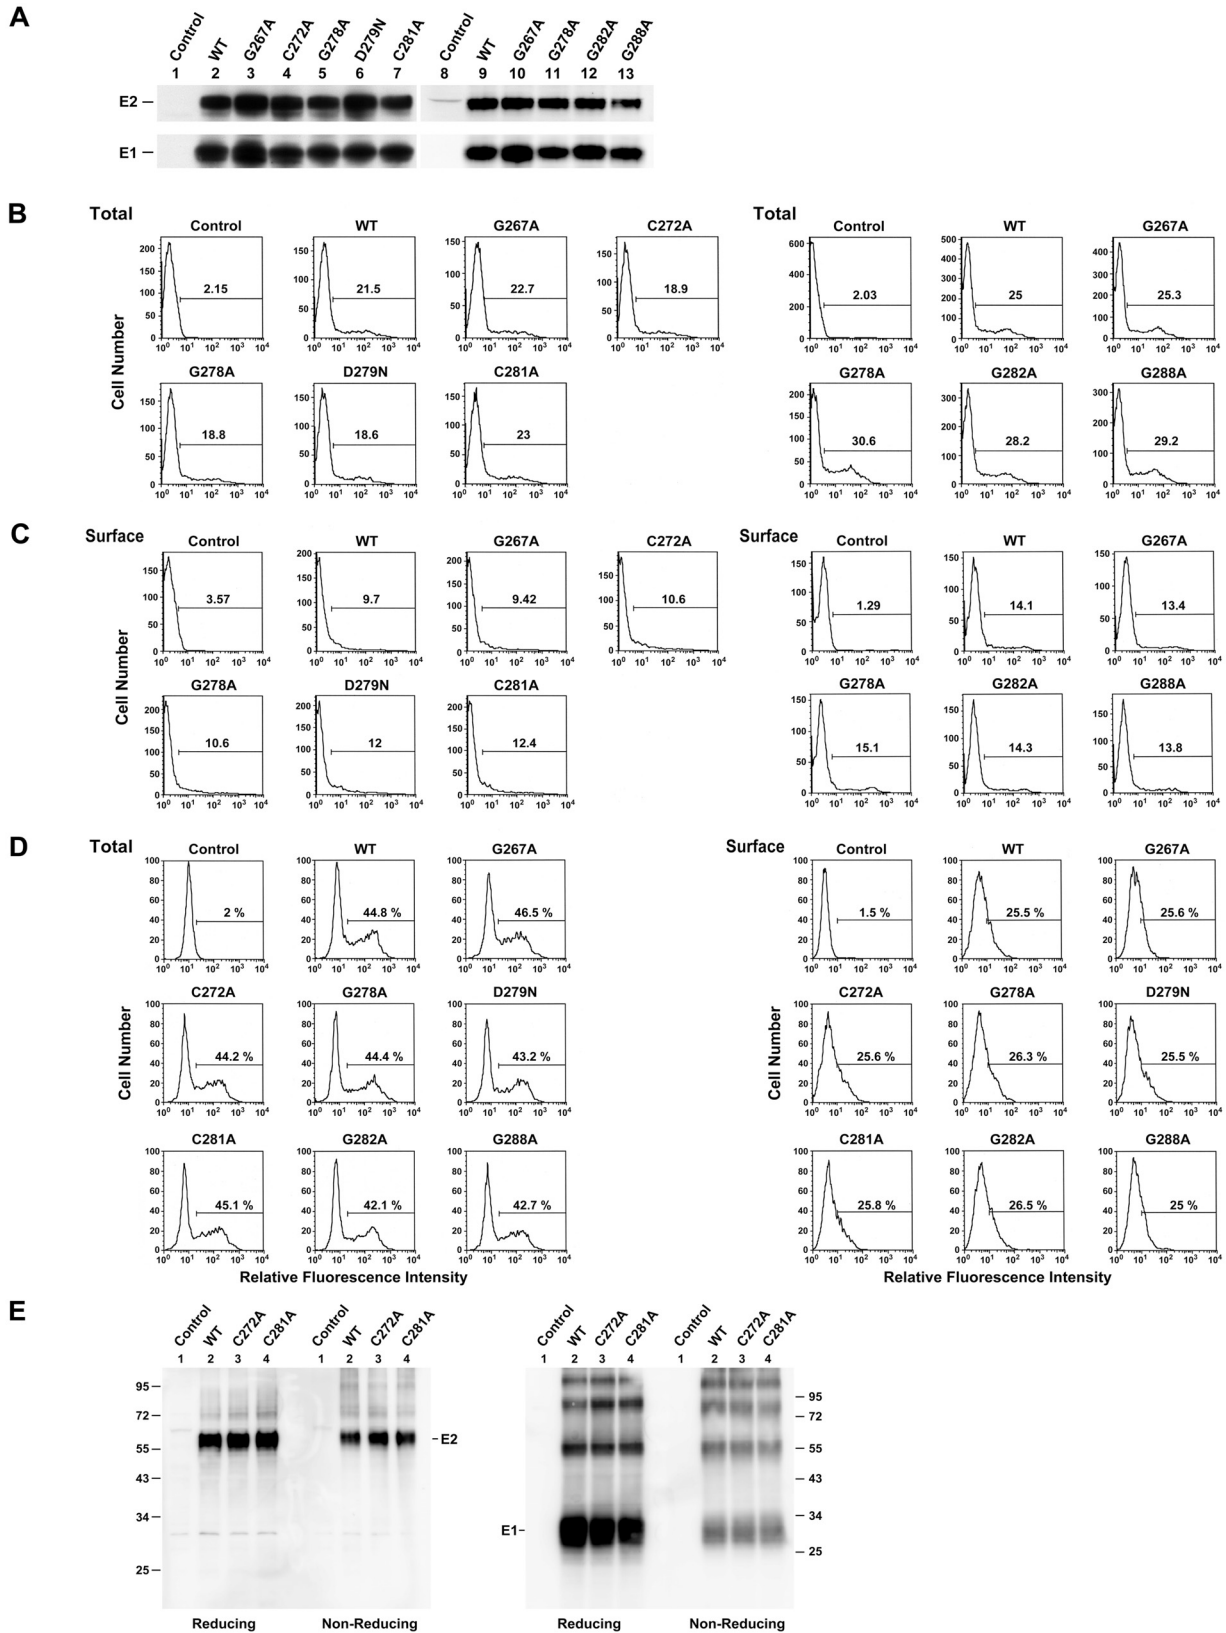 A
Control WT G267A C272A G278A D279N C281A Control WT G267A G278A G282A G288A
1 2 3 4 5 6 7 8 9 10 11 12 13
E2
E1
B
Total Total
Control WT G267A C272A Control WT G267A
2.15 21.5 22.7 18.9 2.03 25 25.3
Cell Number
G278A D279N C281A G278A G282A G288A
18.8 18.6 23 30.6 28.2 29.2
C
Surface Surface
Control WT G267A C272A Control WT G267A
3.57 9.7 9.42 10.6 1.29 14.1 13.4
Cell Number
G278A D279N C281A G278A G282A G288A
10.6 12 12.4 15.1 14.3 13.8
D
Total Surface
Control WT G267A Control WT G267A
2 % 44.8 % 46.5 % 1.5 % 25.5 % 25.6 %
C272A G278A D279N C272A G278A D279N
Cell Number Cell Number
44.2 % 44.4 % 43.2 % 25.6 % 26.3 % 25.5 %
C281A G282A G288A C281A G282A G288A
45.1 % 42.1 % 42.7 % 25.8 % 26.5 % 25 %
Relative Fluorescence Intensity Relative Fluorescence Intensity
E
Control WT C272A C281A Control WT C272A C281A Control WT C272A C281A Control WT C272A C281A
1 2 3 4 1 2 3 4 1 2 3 4 1 2 3 4
95
72
55
43
34
25
E2
E1
95
72
55
43
34
25
Reducing Non-Reducing Reducing Non-Reducing